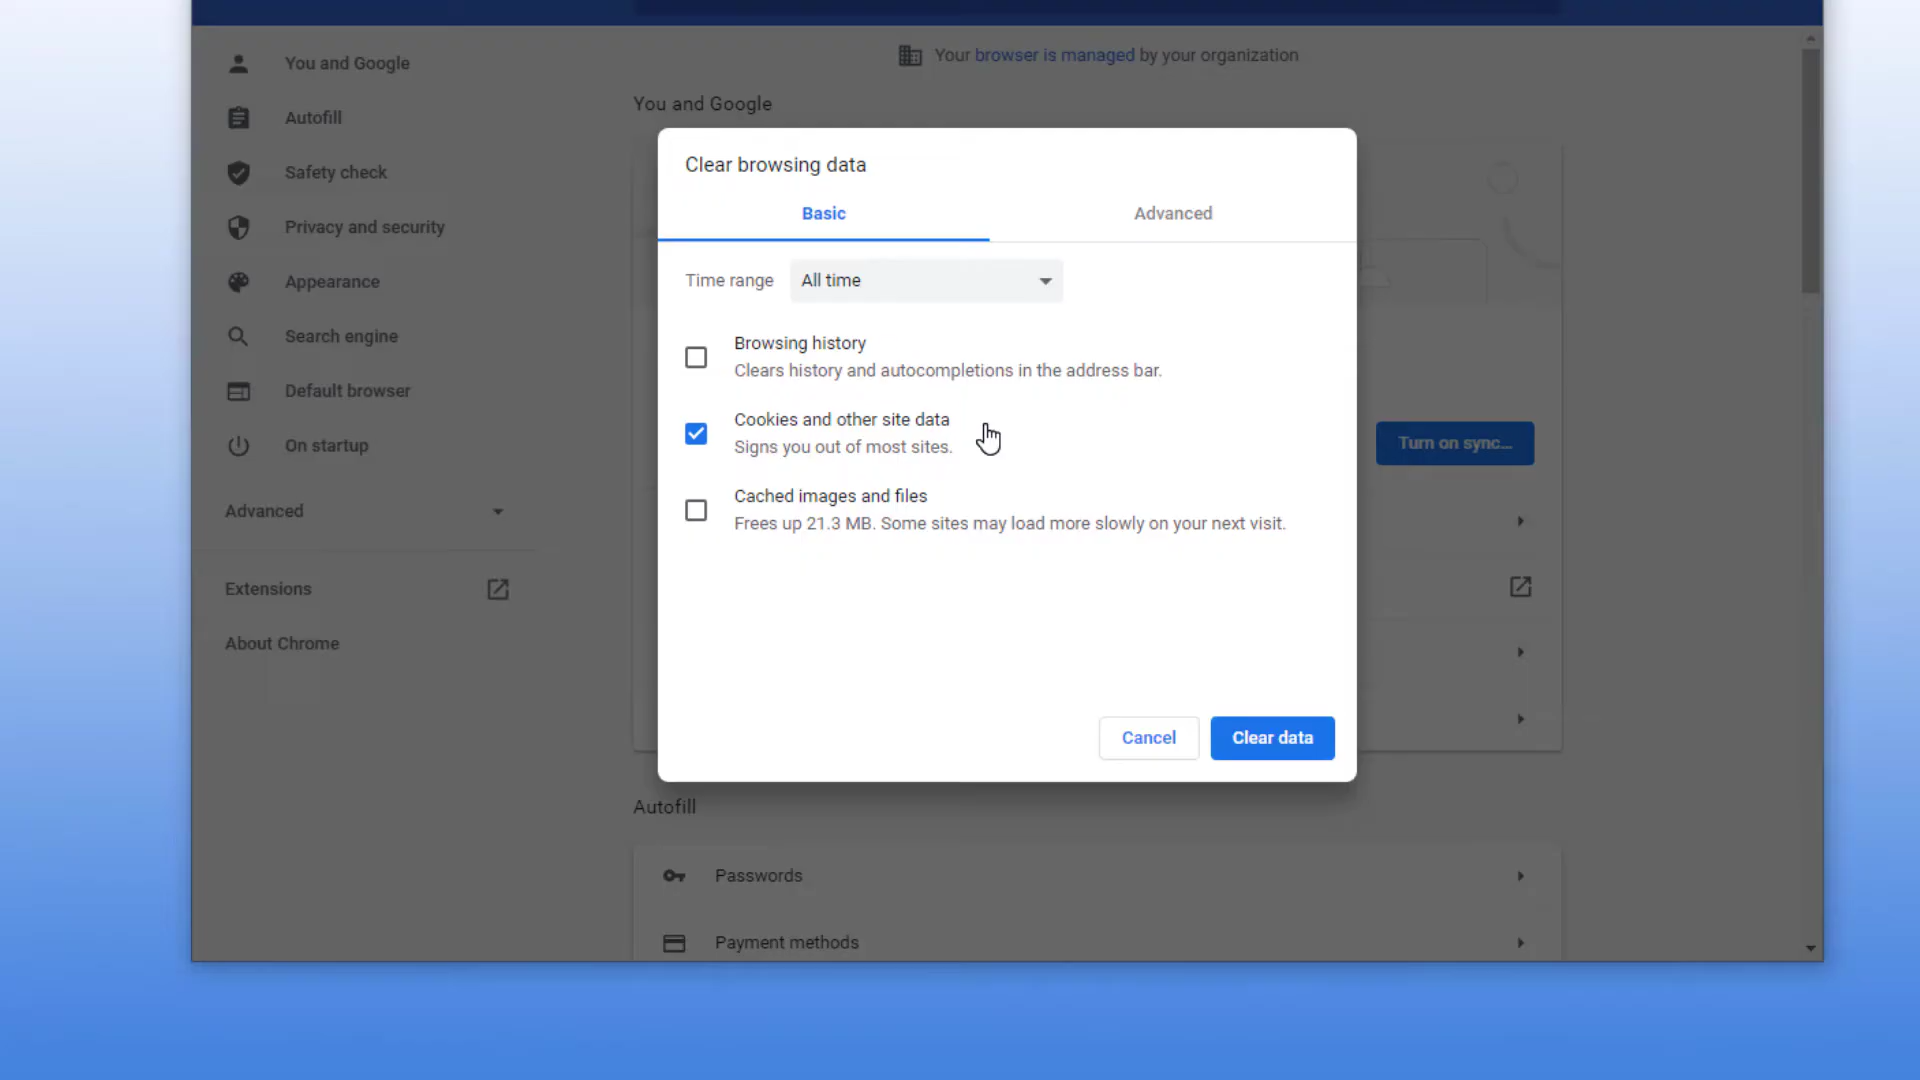 Your browser is managed by your organization
You and Google
Autofill
Safety check
Privacy and security
Appearance
Search engine
Default browser
On startup
Advanced
Extensions
About Chrome
You and Google
Clear browsing data
Basic
Advanced
Time range
All time
Browsing history
Clears history and autocompletions in the address bar.
Cookies and other site data
Signs you out of most sites.
Cached images and files
Frees up 21.3 MB. Some sites may load more slowly on your next visit.
Cancel
Clear data
Turn on sync...
Autofill
Passwords
Payment methods